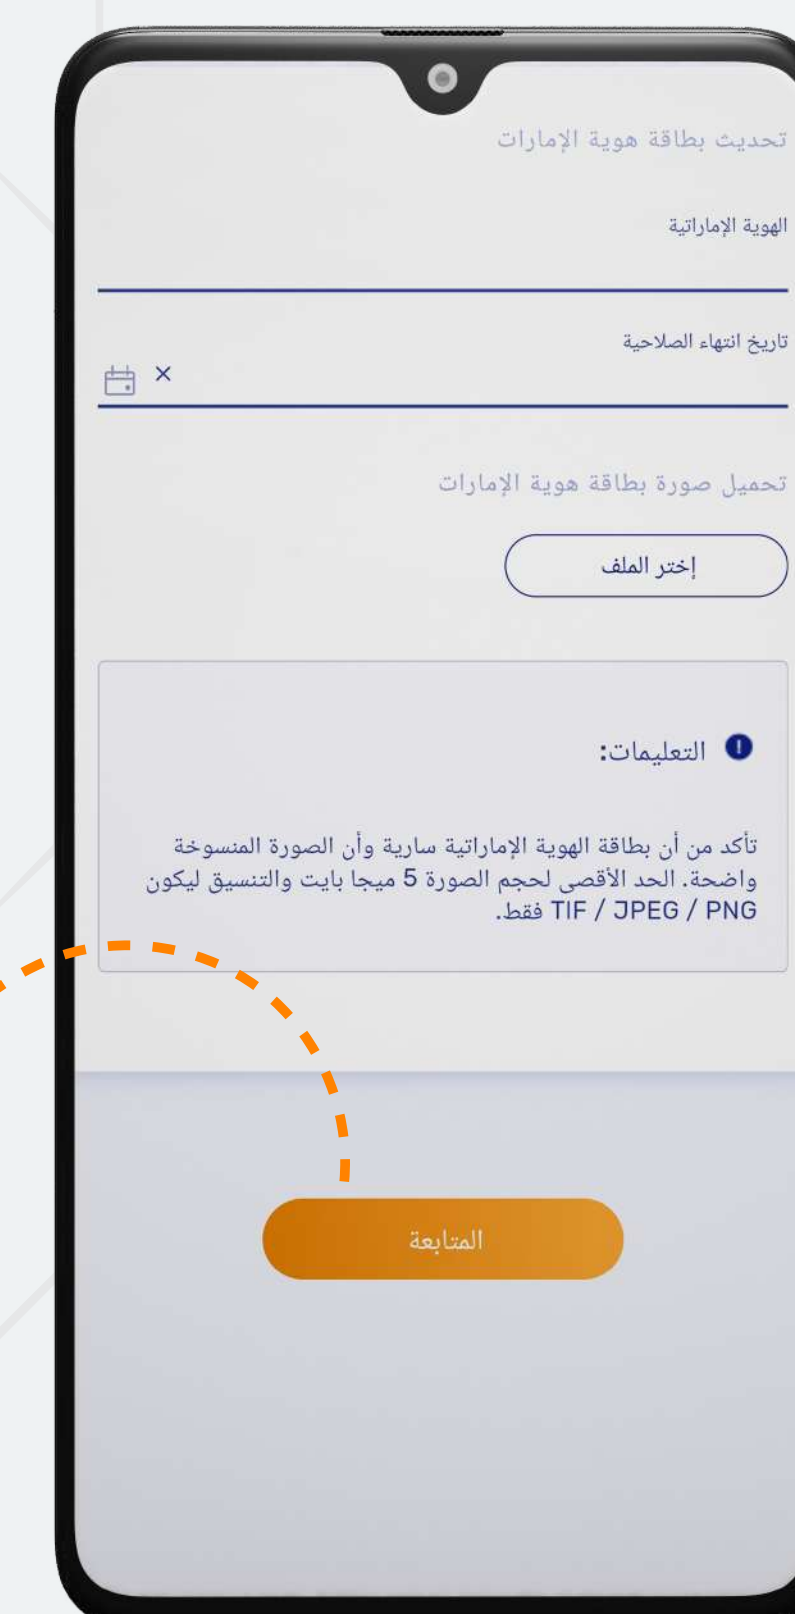 تحديث بطاقة هوية الإمارات
الهوية الإماراتية
تاريخ انتهاء الصلاحية
تحميل صورة بطاقة هوية الإمارات
إختر الملف
التعليمات:
تأكد من أن بطاقة الهوية الإماراتية سارية وأن الصورة المنسوخة
واضحة. الحد الأقصى لحجم الصورة 5 ميجا بايت والتنسيق ليكون
TIF / JPEG / PNG فقط.
المتابعة